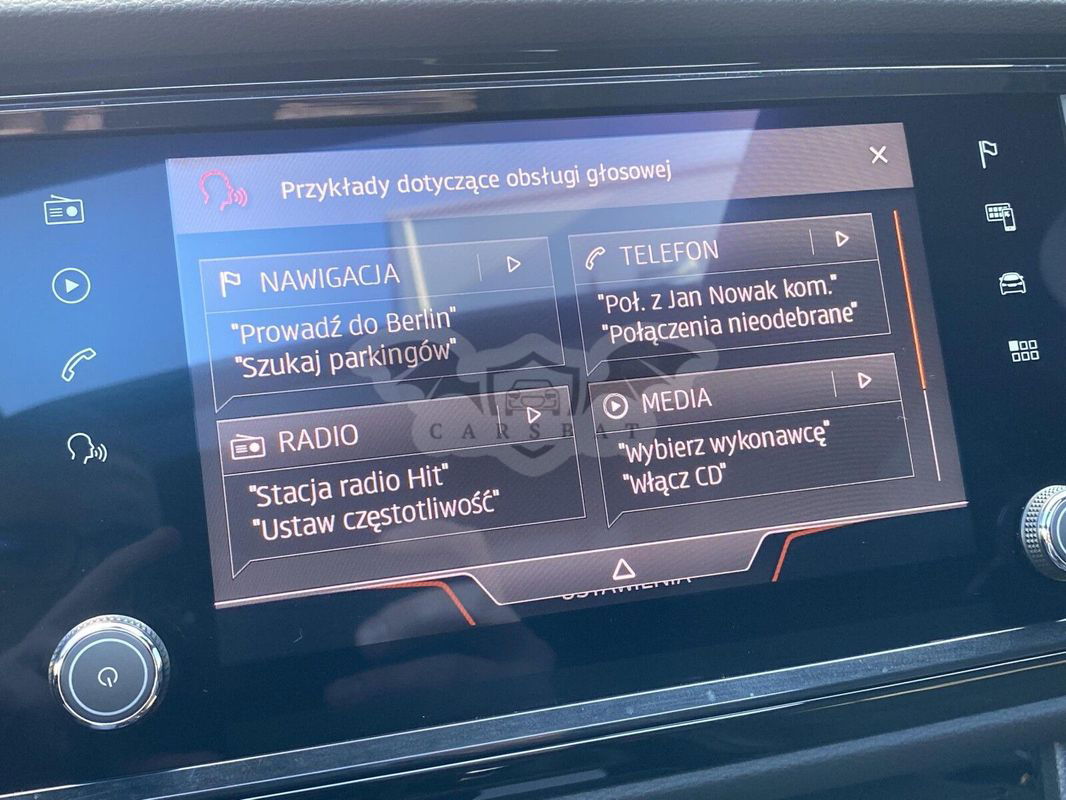 Przykłady dotyczące obsługi głosowej
NAWIGACJA
"Prowadź do Berlin"
"Szukaj parkingów"
TELEFON
"Poł. z Jan Nowak kom."
"Połączenia nieodebrane"
RADIO
"Stacja radio Hit"
"Ustaw częstotliwość"
MEDIA
"Wybierz wykonawcę"
"Włącz CD"
CARSBAT
USTAWIENIA